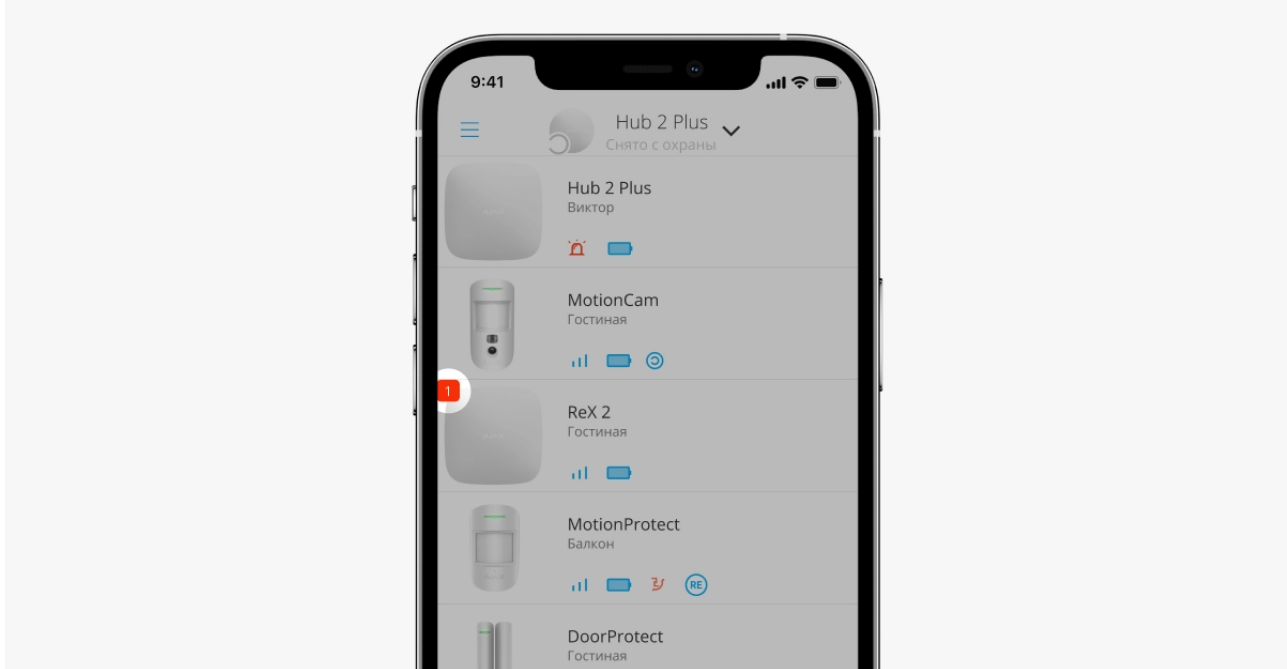 9:41
Hub 2 Plus
Снято с охраны
Hub 2 Plus
Виктор
MotionCam
Гостиная
1
ReX 2
Гостиная
MotionProtect
Балкон
RE
DoorProtect
Гостиная